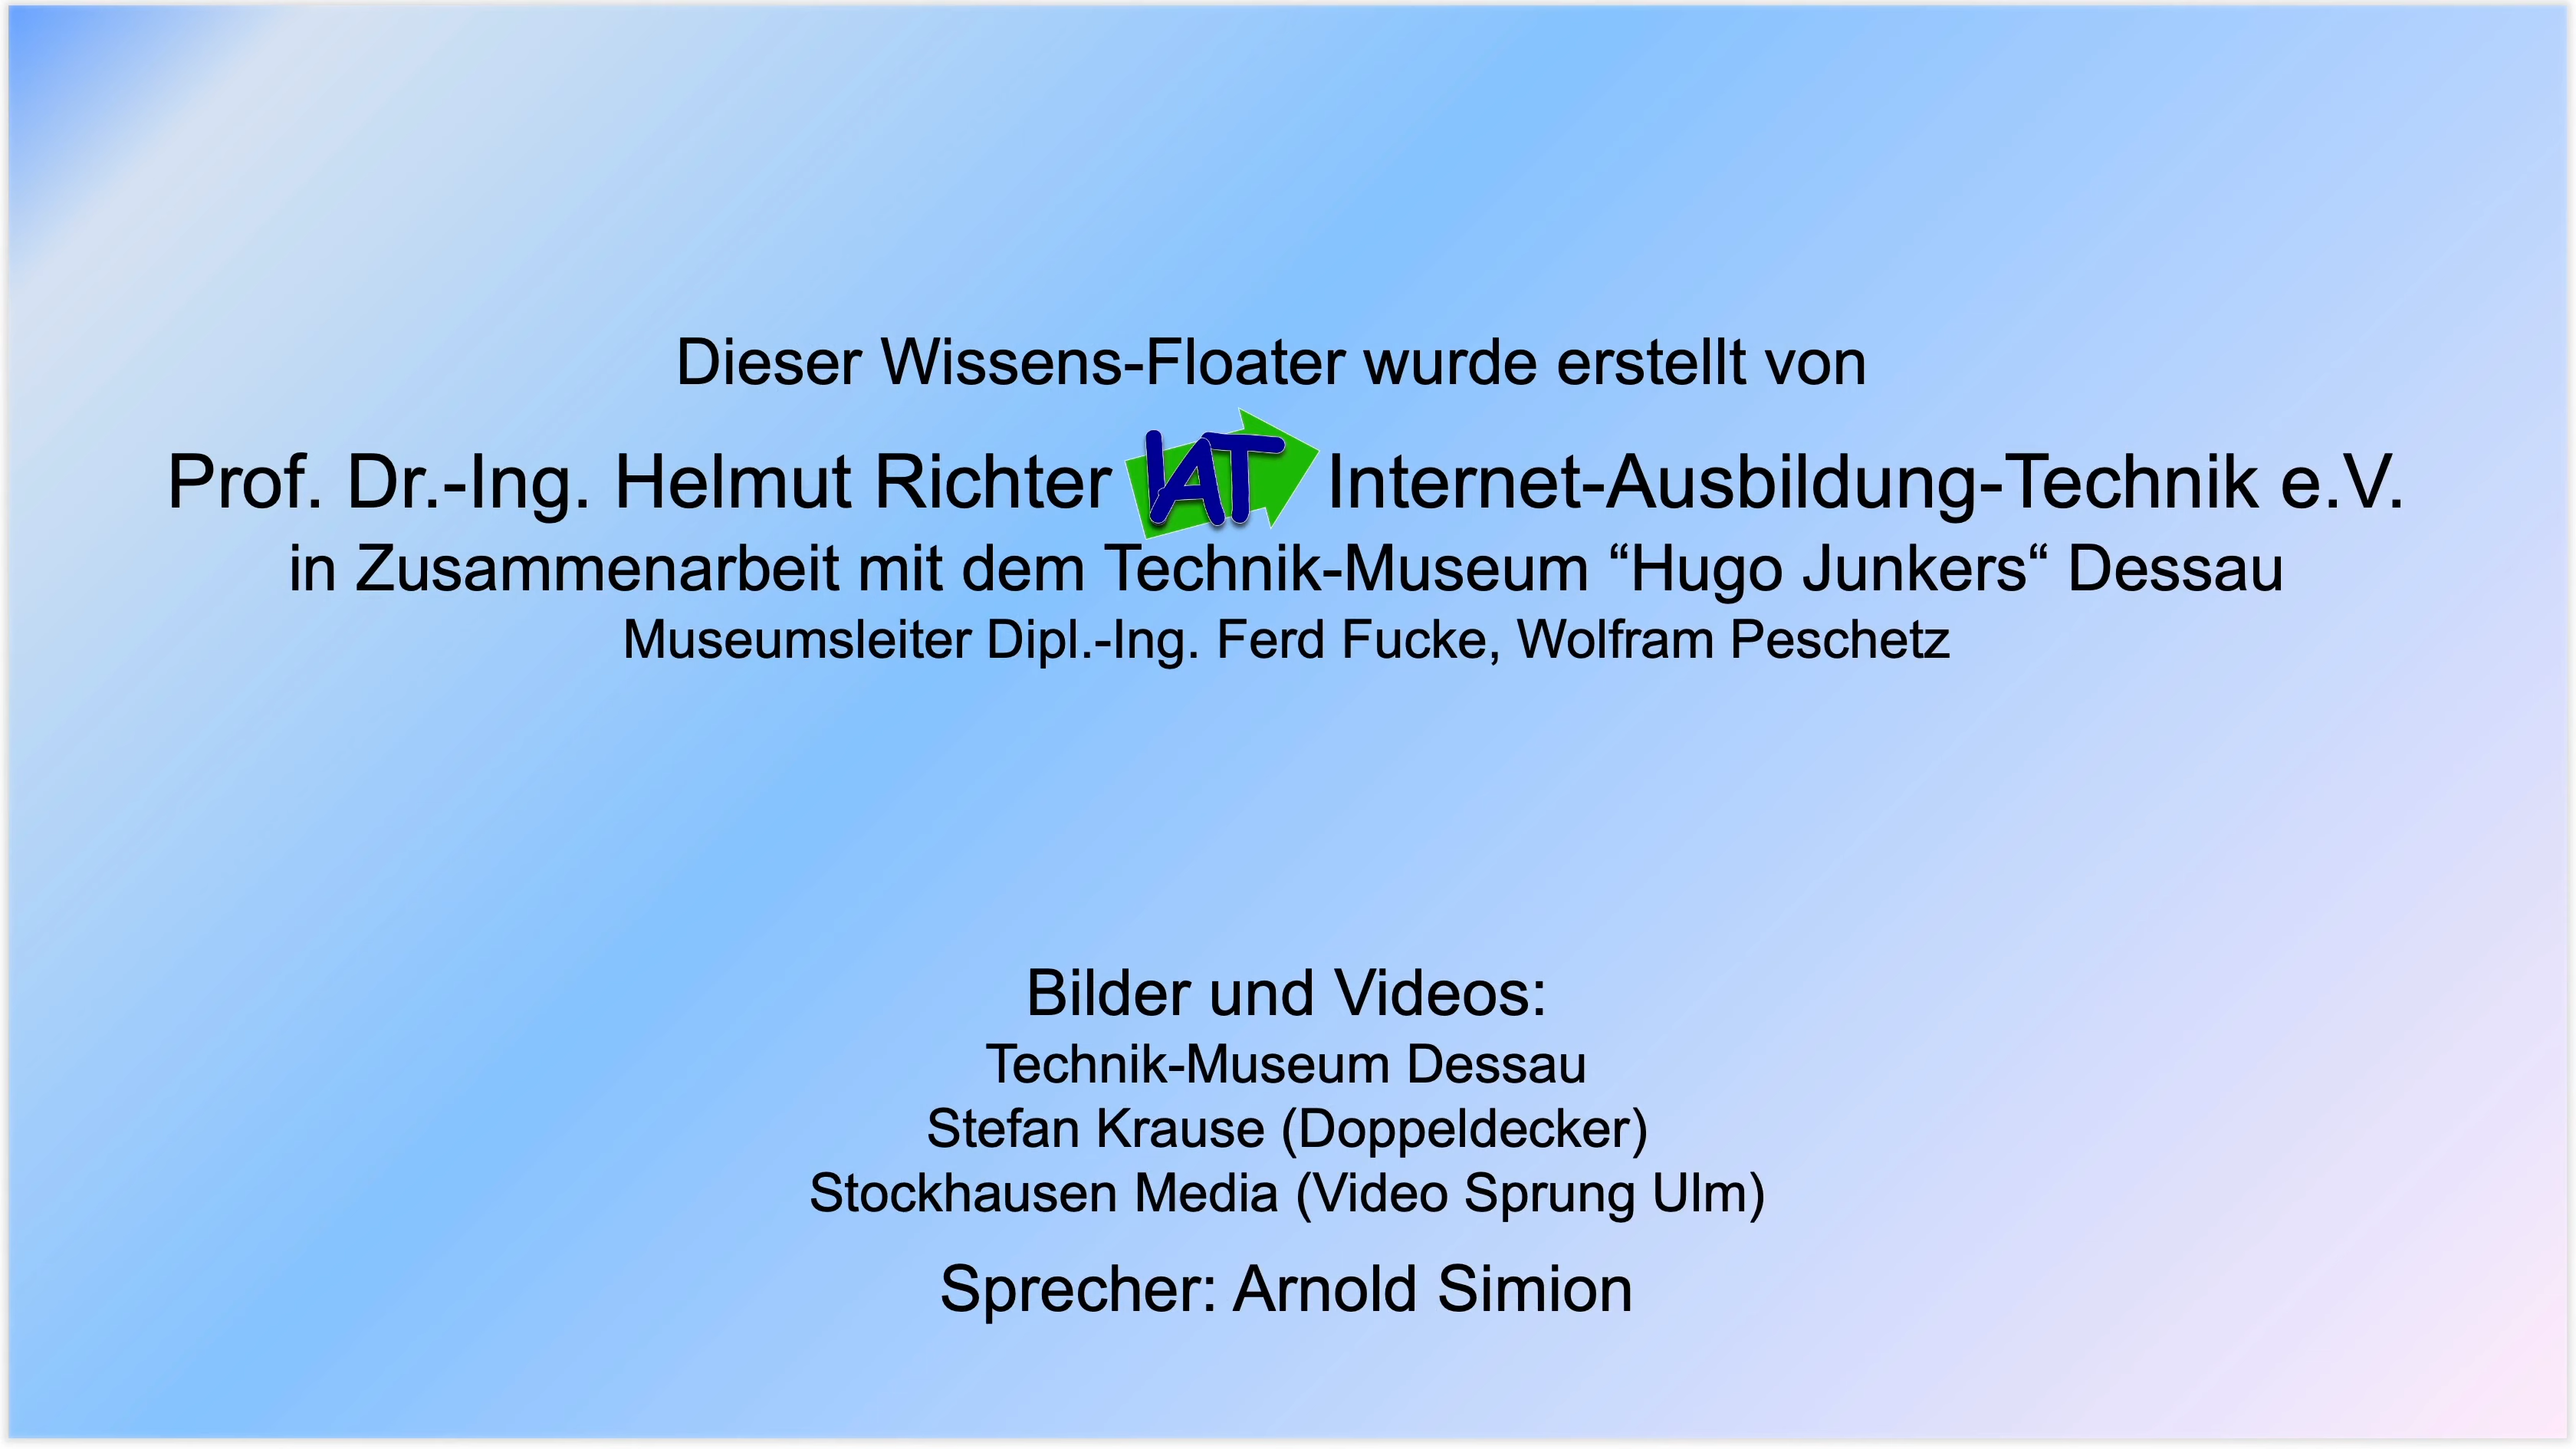 Dieser Wissens-Floater wurde erstellt von
Prof. Dr.-Ing. Helmut Richter IAT Internet-Ausbildung-Technik e.V.
in Zusammenarbeit mit dem Technik-Museum “Hugo Junkers“ Dessau
Museumsleiter Dipl.-Ing. Ferd Fucke, Wolfram Peschetz
Bilder und Videos:
Technik-Museum Dessau
Stefan Krause (Doppeldecker)
Stockhausen Media (Video Sprung Ulm)
Sprecher: Arnold Simion